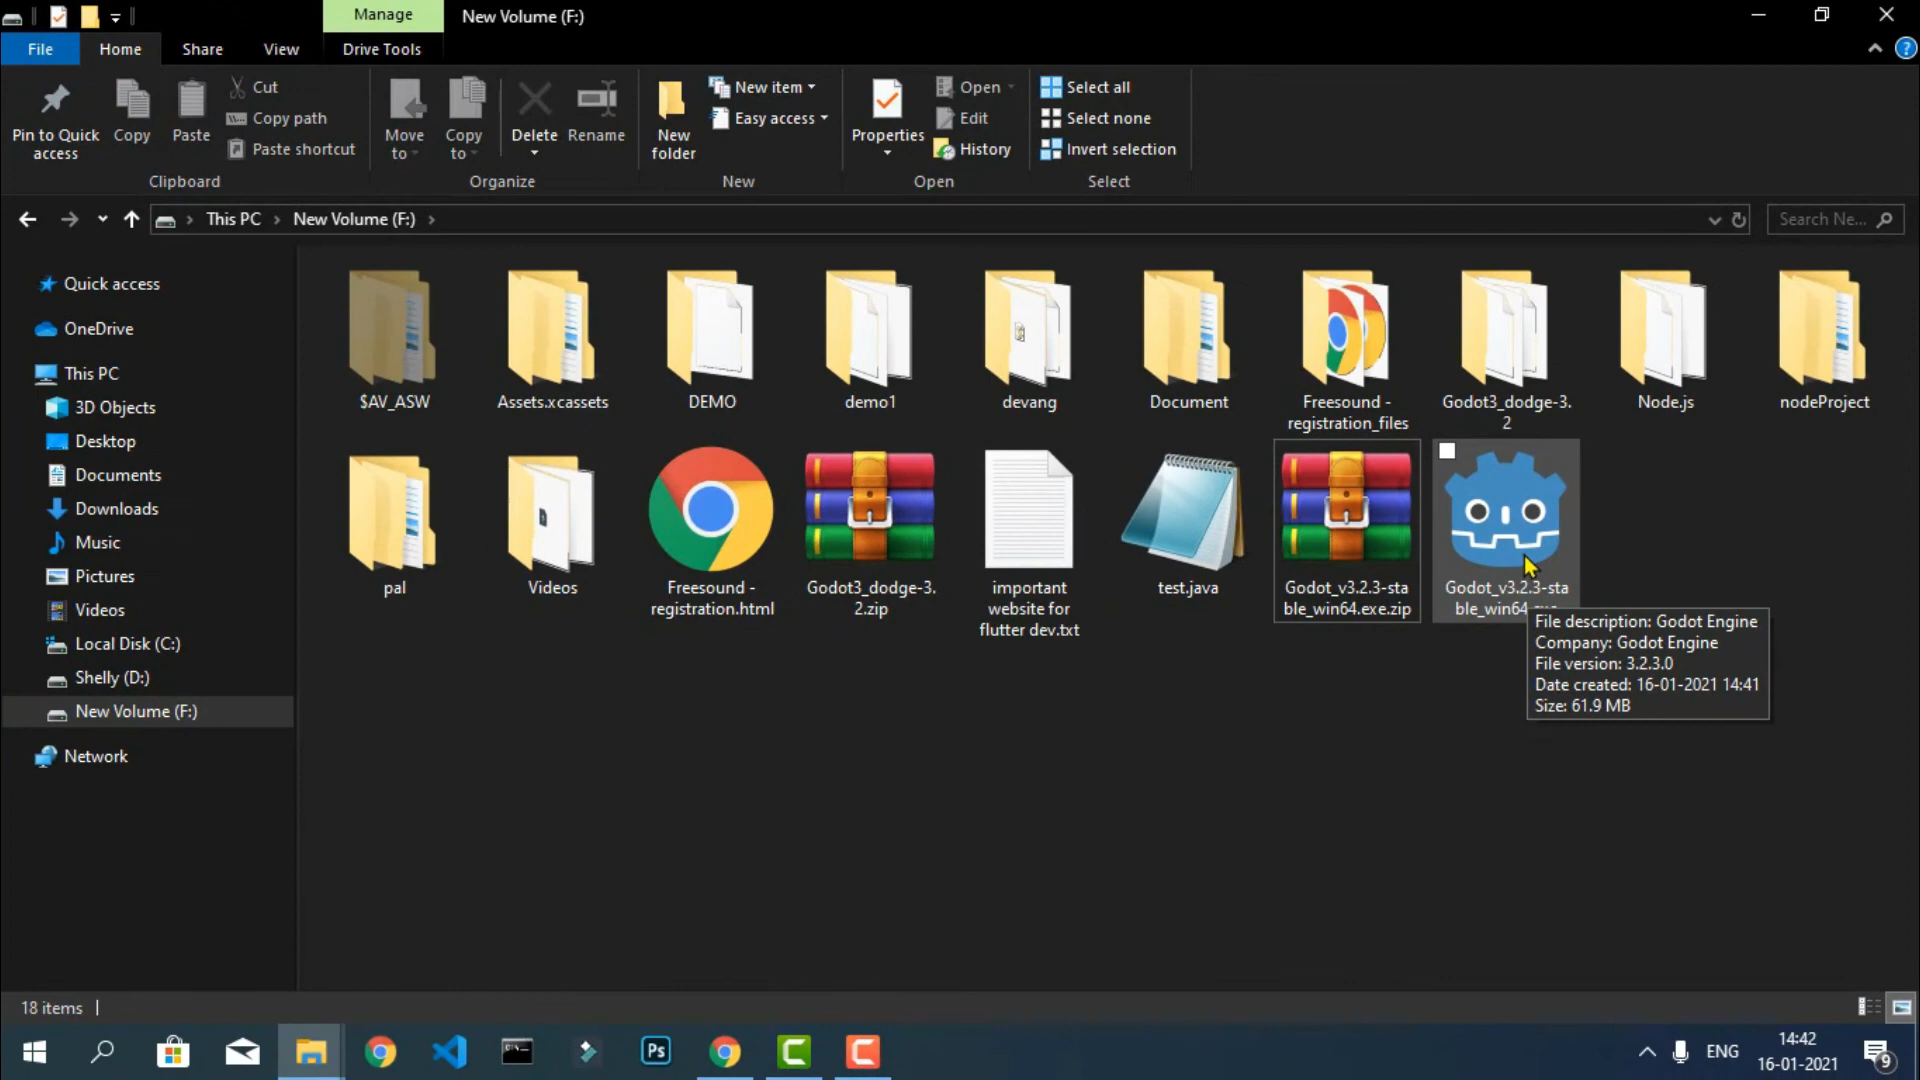 Manage
New Volume (F:)
File
Home
Share
View
Drive Tools
Pin to Quick
access
Copy
Paste
Cut
Copy path
Paste shortcut
Clipboard
Move
to
Copy
to
Delete
Rename
Organize
New
folder
New item
Easy access
New
Properties
Open
Edit
History
Open
Select all
Select none
Invert selection
Select
This PC
New Volume (F:)
Search Ne...
Quick access
OneDrive
This PC
3D Objects
Desktop
Documents
Downloads
Music
Pictures
Videos
Local Disk (C:)
Shelly (D:)
New Volume (F:)
Network
$AV_ASW
Assets.xcassets
DEMO
demo1
devang
Document
Freesound -
registration_files
Godot3_dodge-3.
2
Node.js
nodeProject
pal
Videos
Freesound -
registration.html
Godot3_dodge-3.
2.zip
important
website for
flutter dev.txt
test.java
Godot_v3.2.3-sta
ble_win64.exe.zip
Godot_v3.2.3-sta
ble_win64.exe
File description: Godot Engine
Company: Godot Engine
File version: 3.2.3.0
Date created: 16-01-2021 14:41
Size: 61.9 MB
18 items
Ps
ENG
14:42
16-01-2021
9